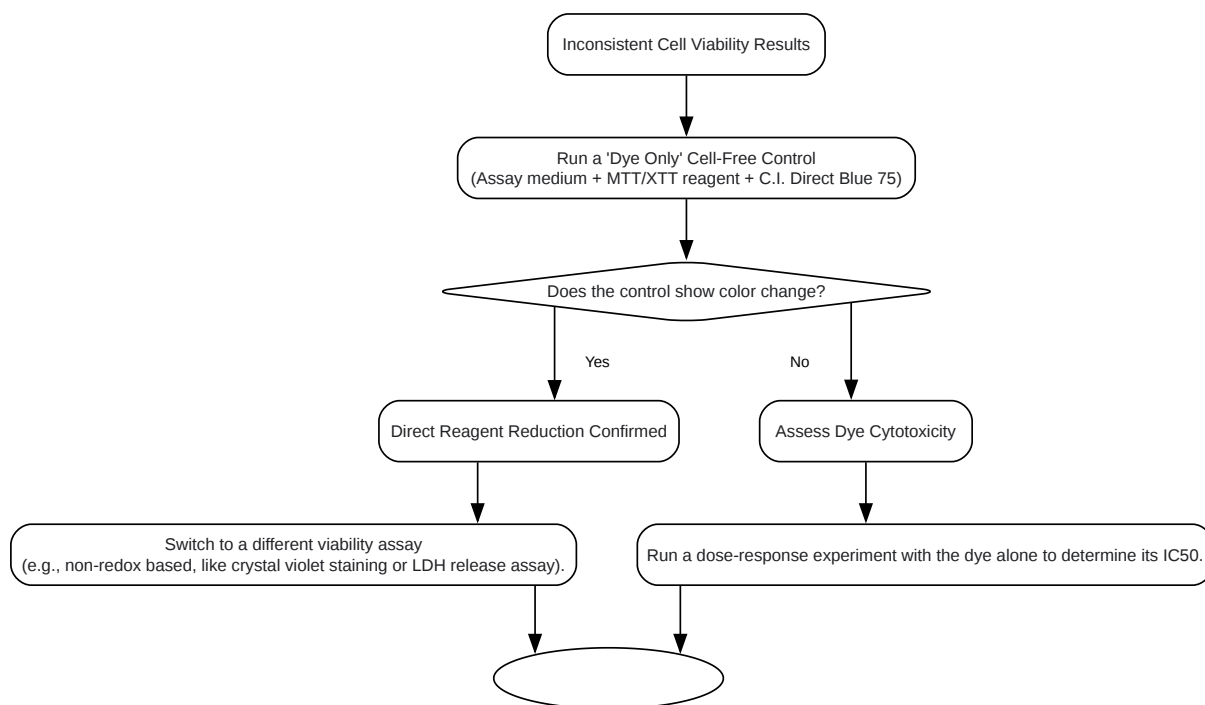 Inconsistent Cell Viability Results
Run a 'Dye Only' Cell-Free Control
(Assay medium + MTT/XTT reagent + C.I. Direct Blue 75)
Does the control show color change?
Yes
No
Direct Reagent Reduction Confirmed
Assess Dye Cytotoxicity
Switch to a different viability assay
(e.g., non-redox based, like crystal violet staining or LDH release assay).
Run a dose-response experiment with the dye alone to determine its IC50.